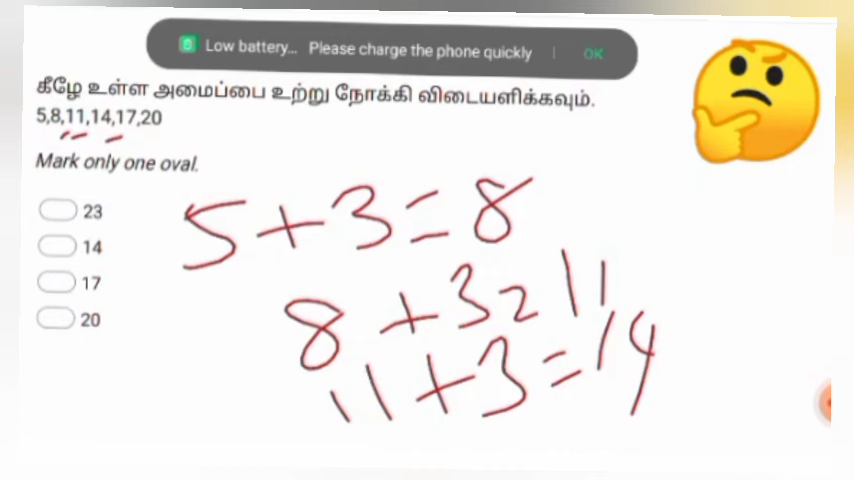 Low battery... Please charge the phone quickly | OK
கீழே உள்ள அமைப்பை உற்று நோக்கி விடையளிக்கவும்.
5,8,11,14,17,20
Mark only one oval.
23
14
17
20
5+3=8
8+3=11
11+3=14